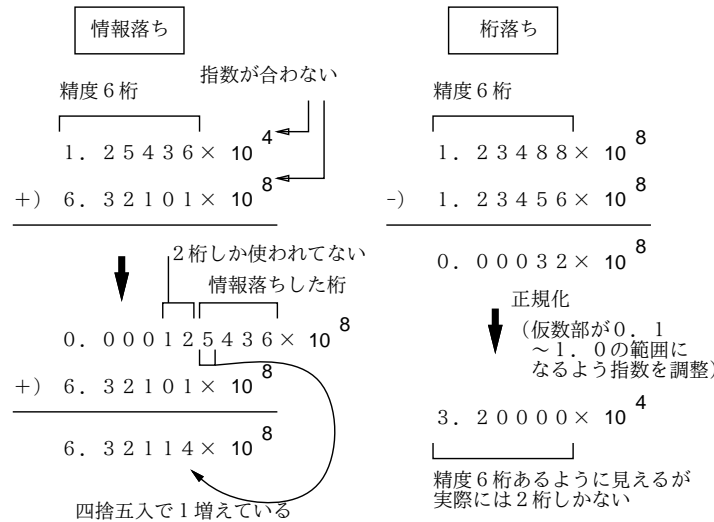 情報落ち
指数が合わない
精度６桁
１．２５４３６× 10 4
+) ６．３２１０１× 10 8
２桁しか使われてない
情報落ちした桁
０．０００１２５４３６× 10 8
+) ６．３２１０１× 10 8
６．３２１１４× 10 8
四捨五入で１増えている
桁落ち
精度６桁
１．２３４８８× 10 8
-) １．２３４５６× 10 8
０．０００３２× 10 8
正規化
（仮数部が０．１
～１．０の範囲に
なるよう指数を調整）
３．２００００× 10 4
精度６桁あるように見えるが
実際には２桁しかない